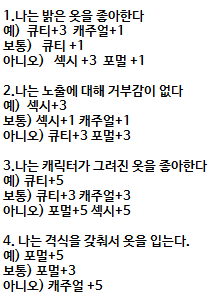 1.나는 밝은 옷을 좋아한다
예) 큐티+3 캐주얼+1
보통) 큐티 +1
아니오) 섹시 +3 포멀 +1
2.나는 노출에 대해 거부감이 없다
예) 섹시+3
보통) 섹시+1 캐주얼+1
아니오) 큐티+3 포멀+3
3.나는 캐릭터가 그려진 옷을 좋아한다
예) 큐티+5
보통) 큐티+3 캐주얼+3
아니오) 포멀+5 섹시+5
4. 나는 격식을 갖춰서 옷을 입는다.
예) 포멀+5
보통) 포멀+3
아니오) 캐주얼 +5